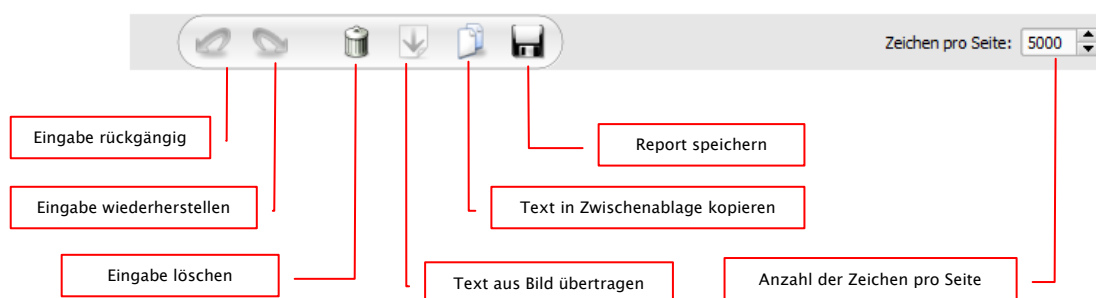 Zeichen pro Seite: 5000
Eingabe rückgängig
Report speichern
Eingabe wiederherstellen
Text in Zwischenablage kopieren
Eingabe löschen
Text aus Bild übertragen
Anzahl der Zeichen pro Seite